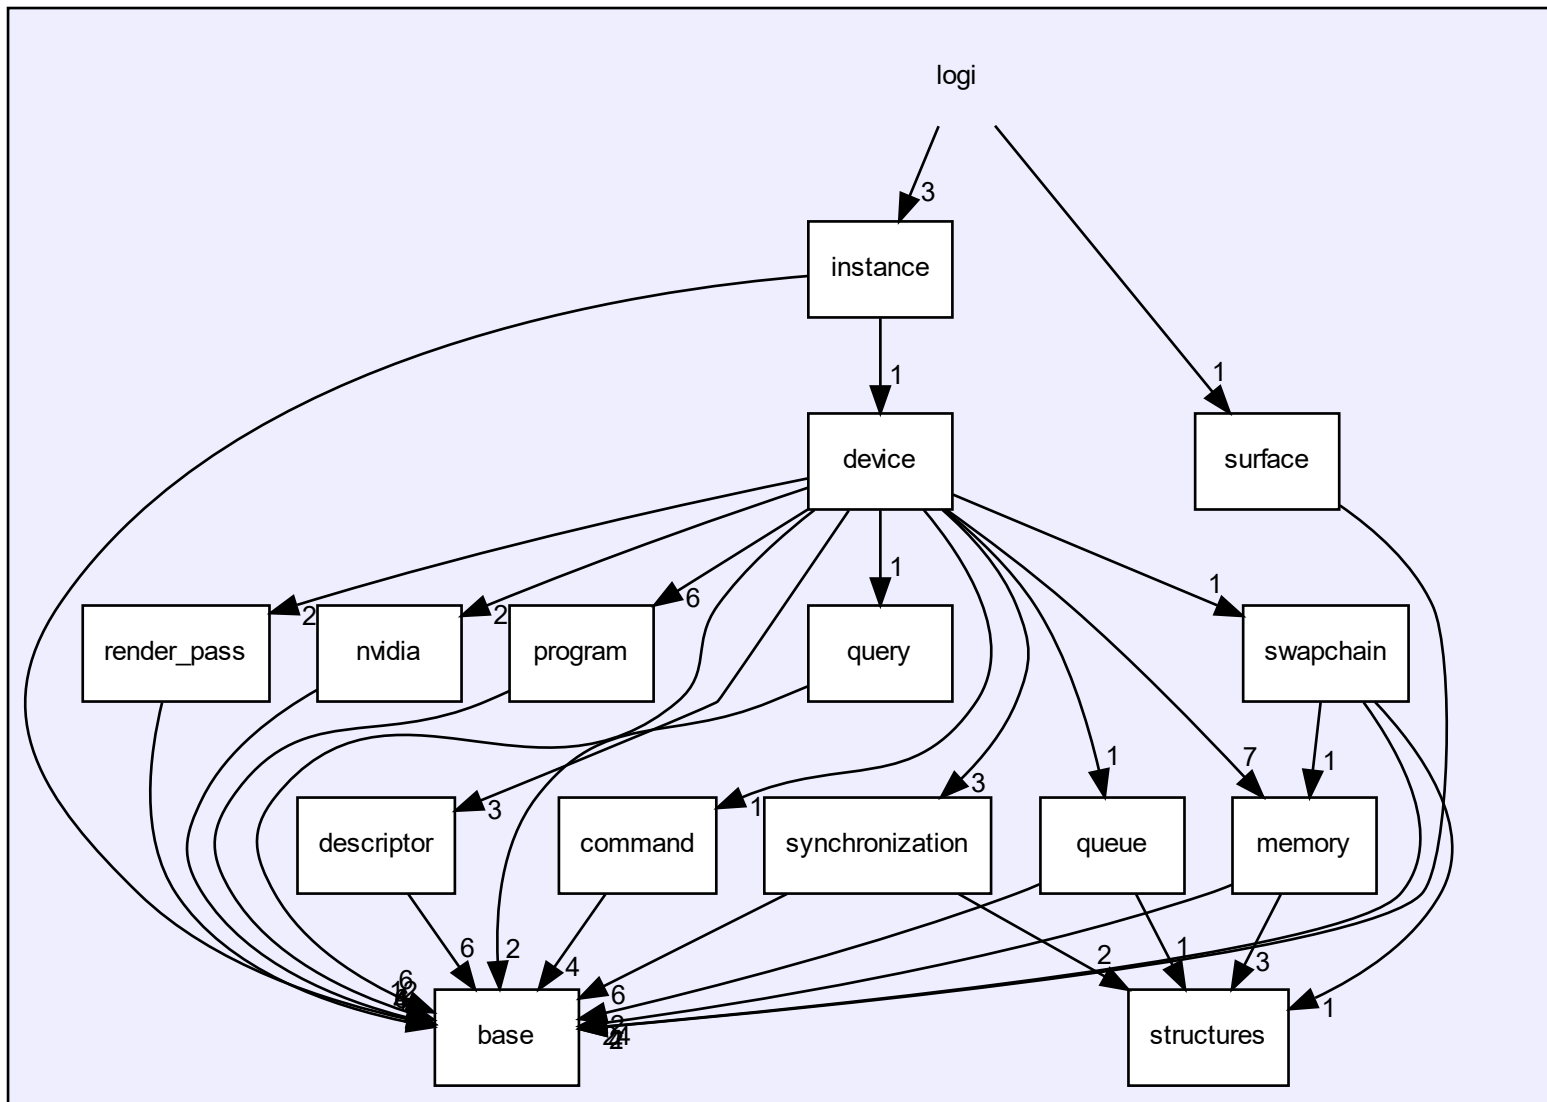 logi
3
instance
1
1
device
surface
1
1
2
2
6
render_pass
nvidia
program
query
swapchain
1
7
1
3
1
3
descriptor
command
synchronization
queue
memory
6
2
4
6
2
1
3
1
base
structures